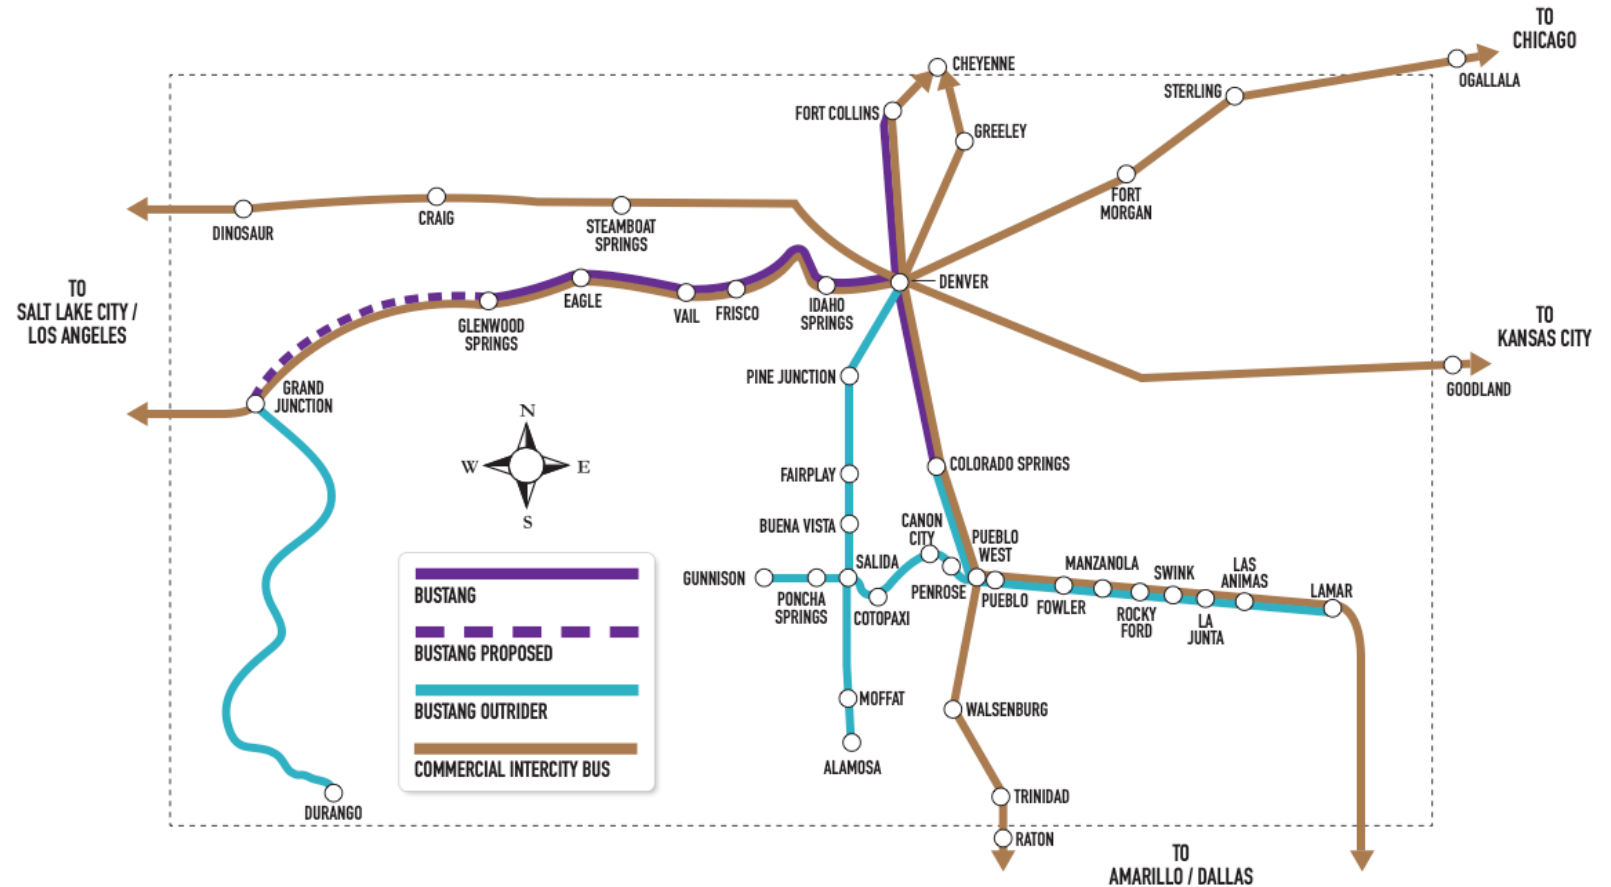 TO
CHICAGO
CHEYENNE
OGALLALA
STERLING
FORT COLLINS
GREELEY
FORT
MORGAN
CRAIG
STEAMBOAT
SPRINGS
DINOSAUR
TO
SALT LAKE CITY /
LOS ANGELES
DENVER
EAGLE
VAIL
FRISCO
IDAHO
SPRINGS
GLENWOOD
SPRINGS
TO
KANSAS CITY
GOODLAND
GRAND
JUNCTION
PINE JUNCTION
N
W
E
S
COLORADO SPRINGS
FAIRPLAY
BUENA VISTA
CANON
CITY
PUEBLO
WEST
GUNNISON
PONCHA
SPRINGS
SALIDA
COTOPAXI
PENROSE
PUEBLO
FOWLER
MANZANOLA
ROCKY
FORD
SWINK
LA
JUNTA
LAS
ANIMAS
LAMAR
BUSTANG
BUSTANG PROPOSED
BUSTANG OUTRIDER
COMMERCIAL INTERCITY BUS
MOFFAT
WALSENBURG
ALAMOSA
TRINIDAD
DURANGO
RATON
TO
AMARILLO / DALLAS